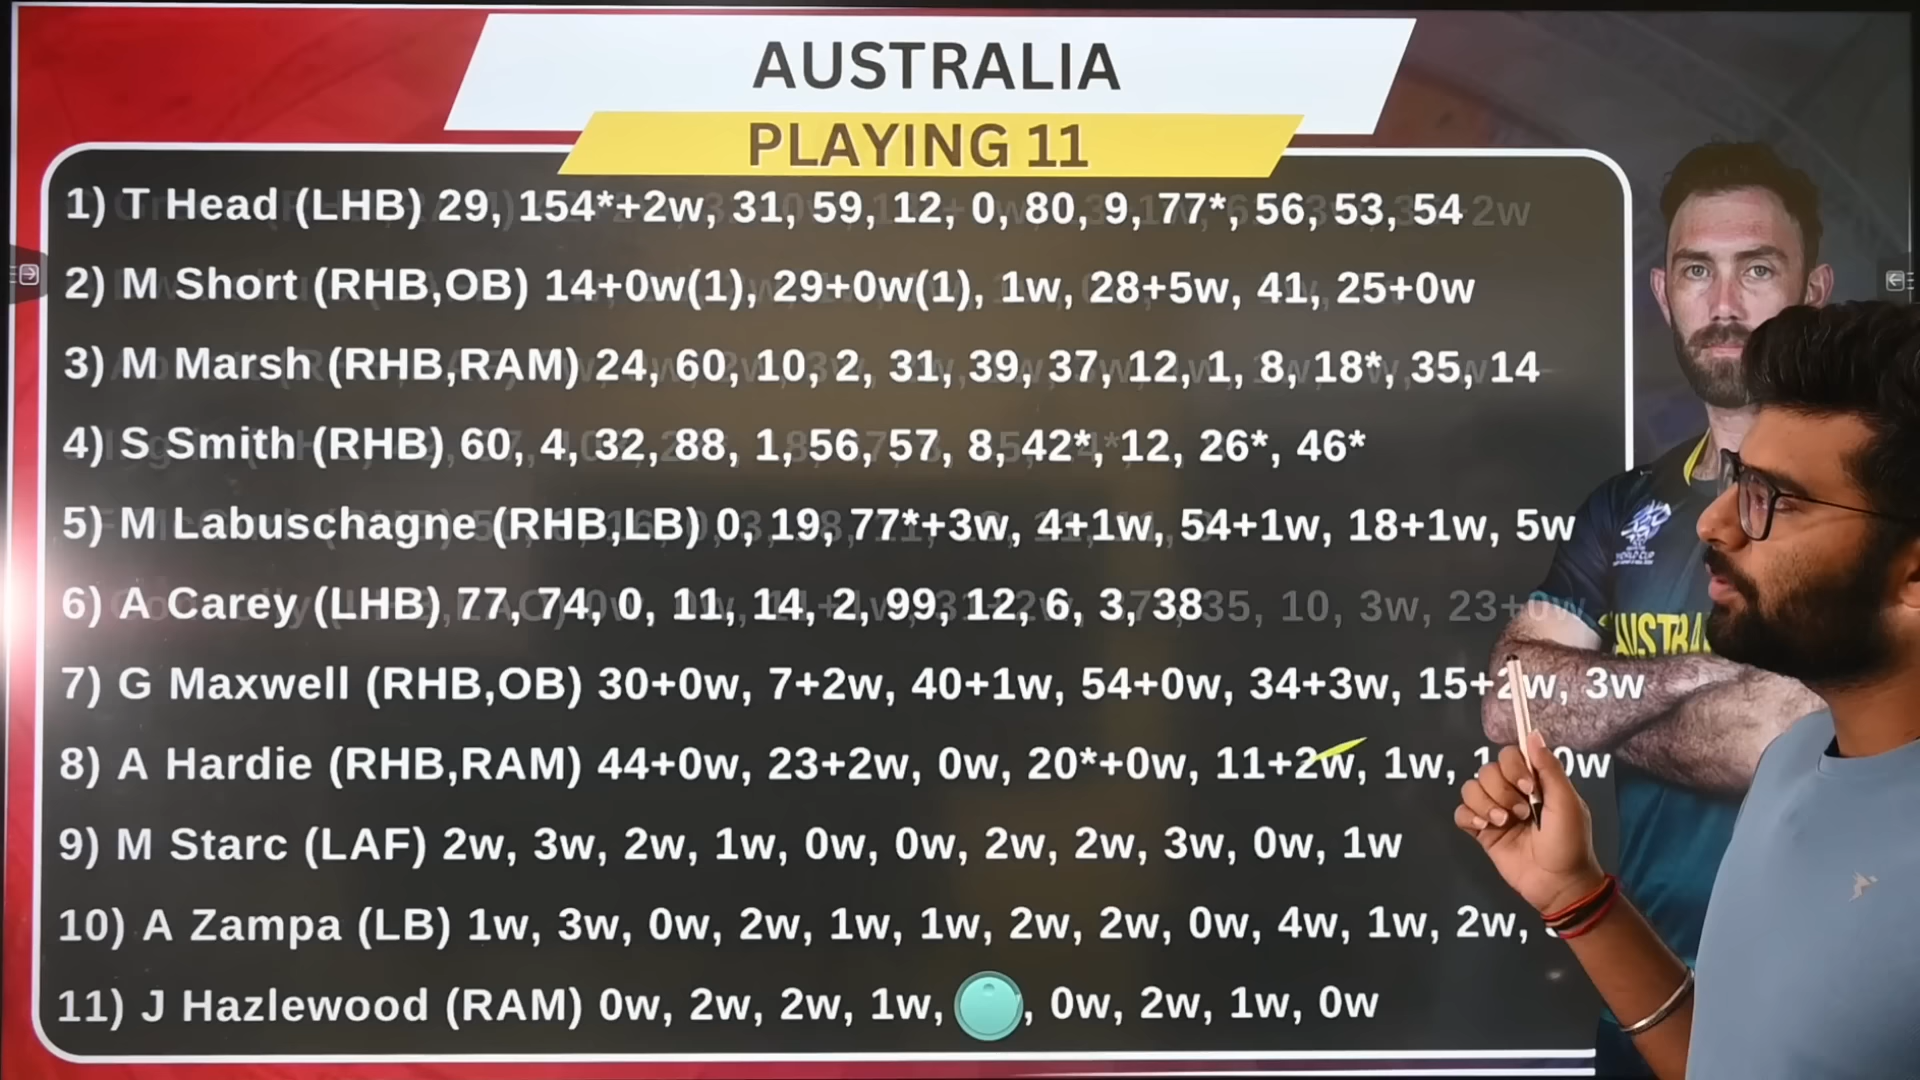 AUSTRALIA
PLAYING 11
1) T Head (LHB) 29, 154*+2w, 31, 59, 12, 0, 80, 9, 77*, 56, 53, 54
2) M Short (RHB,OB) 14+0w(1), 29+0w(1), 1w, 28+5w, 41, 25+0w
3) M Marsh (RHB,RAM) 24, 60, 10, 2, 31, 39, 37, 12, 1, 8, 18*, 35, 14
4) S Smith (RHB) 60, 4, 32, 88, 1, 56, 57, 8, 42*, 12, 26*, 46*
5) M Labuschagne (RHB,LB) 0, 19, 77*+3w, 4+1w, 54+1w, 18+1w, 5w
6) A Carey (LHB) 77, 74, 0, 11, 14, 2, 99, 12, 6, 3, 38
7) G Maxwell (RHB,OB) 30+0w, 7+2w, 40+1w, 54+0w, 34+3w, 15+2w, 3w
8) A Hardie (RHB,RAM) 44+0w, 23+2w, 0w, 20*+0w, 11+2w, 1w, 0w
9) M Starc (LAF) 2w, 3w, 2w, 1w, 0w, 0w, 2w, 2w, 3w, 0w, 1w
10) A Zampa (LB) 1w, 3w, 0w, 2w, 1w, 1w, 2w, 2w, 0w, 4w, 1w, 2w,
11) J Hazlewood (RAM) 0w, 2w, 2w, 1w, , 0w, 2w, 1w, 0w